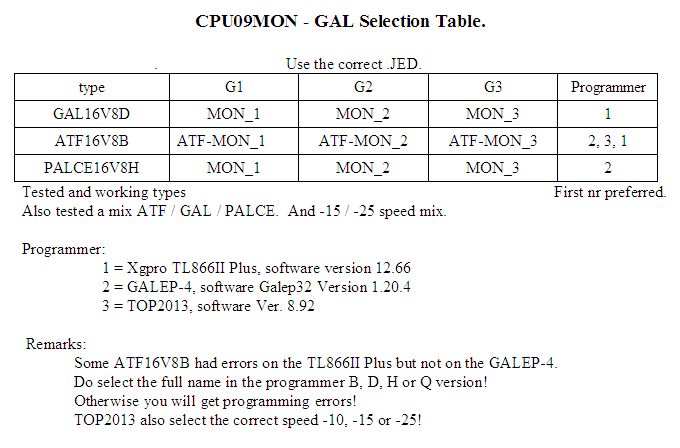 CPU09MON - GAL Selection Table.
. Use the correct .JED.
type G1 G2 G3 Programmer
GAL16V8D MON_1 MON_2 MON_3 1
ATF16V8B ATF-MON_1 ATF-MON_2 ATF-MON_3 2, 3, 1
PALCE16V8H MON_1 MON_2 MON_3 2
Tested and working types First nr preferred.
Also tested a mix ATF / GAL / PALCE. And -15 / -25 speed mix.
Programmer:
1 = Xgpro TL866II Plus, software version 12.66
2 = GALEP-4, software Galep32 Version 1.20.4
3 = TOP2013, software Ver. 8.92
Remarks:
Some ATF16V8B had errors on the TL866II Plus but not on the GALEP-4.
Do select the full name in the programmer B, D, H or Q version!
Otherwise you will get programming errors!
TOP2013 also select the correct speed -10, -15 or -25!